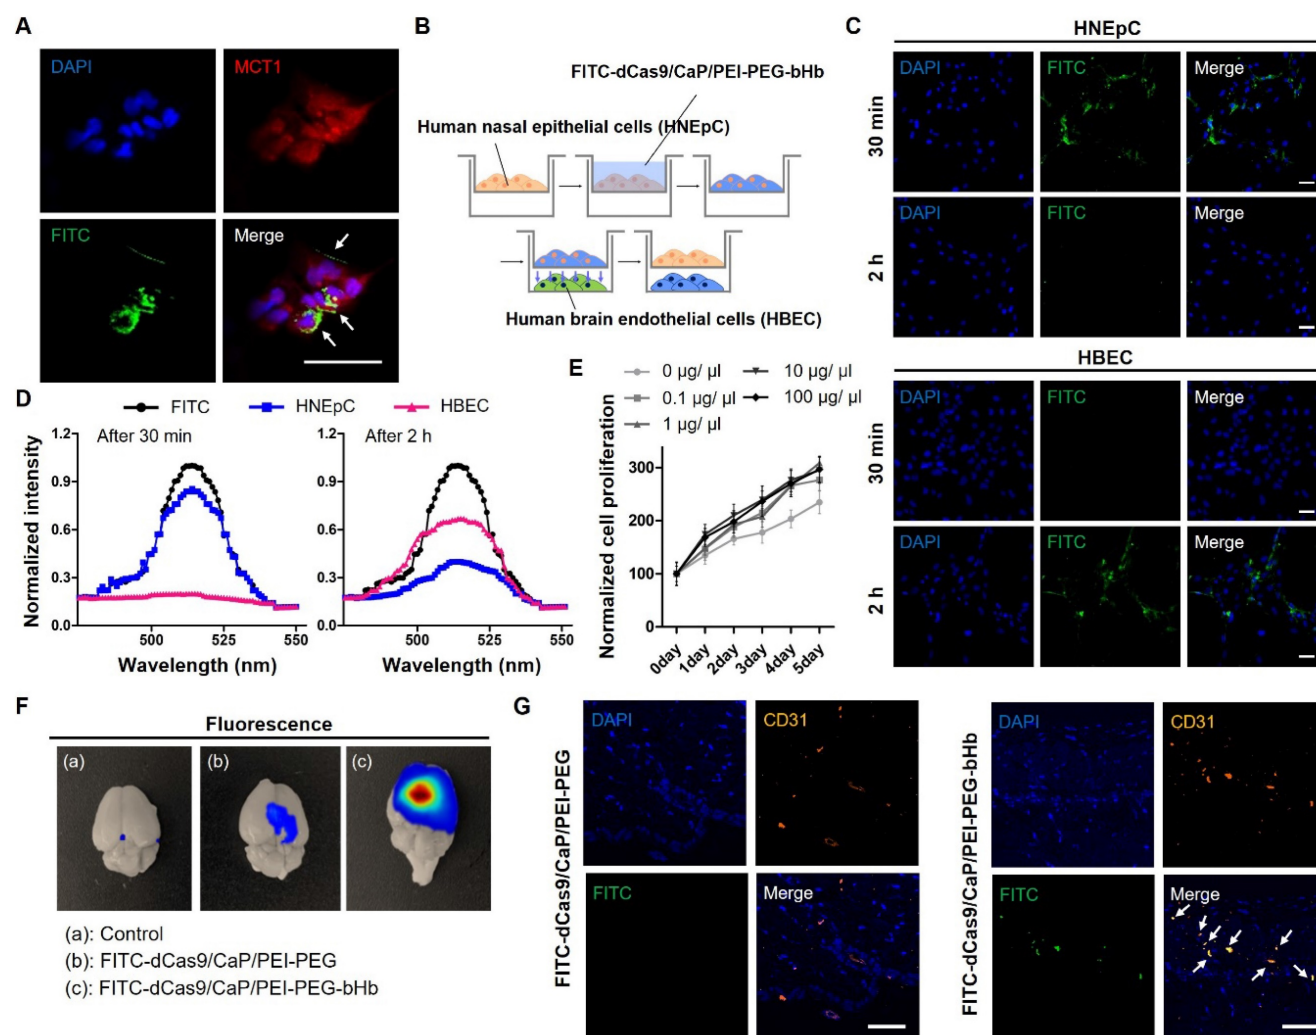 A
DAPI
MCT1
FITC
Merge
B
FITC-dCas9/CaP/PEI-PEG-bHb
Human nasal epithelial cells (HNEpC)
Human brain endothelial cells (HBEC)
C
HNEpC
30 min
DAPI
FITC
Merge
2 h
DAPI
FITC
Merge
HBEC
30 min
DAPI
FITC
Merge
2 h
DAPI
FITC
Merge
D
FITC
HNEpC
HBEC
Normalized intensity
After 30 min
1.2
0.9
0.6
0.3
0.0
500
525
550
Wavelength (nm)
After 2 h
1.2
0.9
0.6
0.3
0.0
500
525
550
Wavelength (nm)
E
0 µg/ µl
10 µg/ µl
0.1 µg/ µl
100 µg/ µl
1 µg/ µl
Normalized cell proliferation
300
200
100
0
0day
1day
2day
3day
4day
5day
F
Fluorescence
(a)
(b)
(c)
(a): Control
(b): FITC-dCas9/CaP/PEI-PEG
(c): FITC-dCas9/CaP/PEI-PEG-bHb
G
FITC-dCas9/CaP/PEI-PEG
DAPI
CD31
FITC
Merge
FITC-dCas9/CaP/PEI-PEG-bHb
DAPI
CD31
FITC
Merge